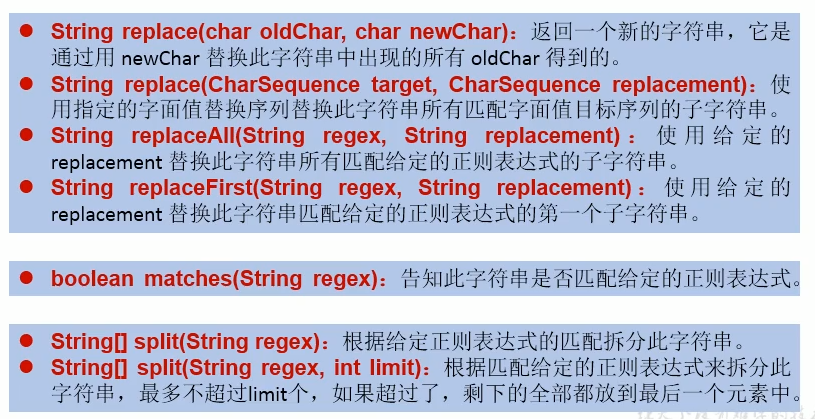 ● String replace(char oldChar, char newChar)：返回一个新的字符串，它是
通过用 newChar 替换此字符串中出现的所有 oldChar 得到的。
● String replace(CharSequence target, CharSequence replacement)：使
用指定的字面值替换序列替换此字符串所有匹配字面值目标序列的子字符串。
● String replaceAll(String regex, String replacement)：使用给定的
replacement 替换此字符串所有匹配给定的正则表达式的子字符串。
● String replaceFirst(String regex, String replacement)：使用给定的
replacement 替换此字符串匹配给定的正则表达式的第一个子字符串。
● boolean matches(String regex)：告知此字符串是否匹配给定的正则表达式。
● String[] split(String regex)：根据给定正则表达式的匹配拆分此字符串。
● String[] split(String regex, int limit)：根据匹配给定的正则表达式来拆分此
字符串，最多不超过limit个，如果超过了，剩下的全部都放到最后一个元素中。